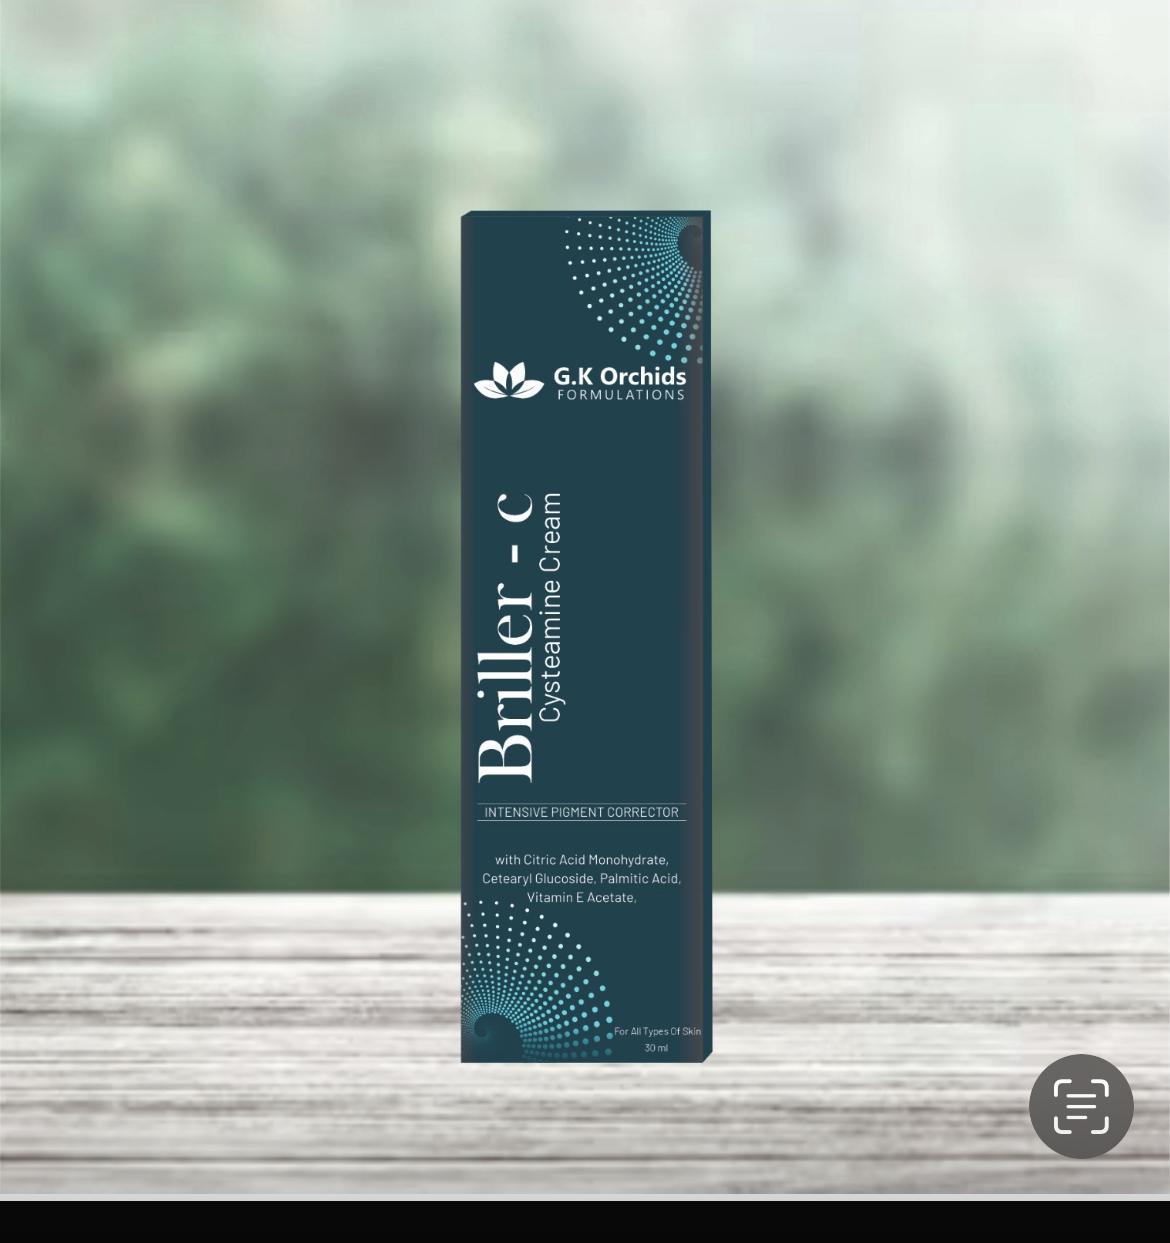 G.K Orchids
FORMULATIONS
Briller - c
Cysteamine Cream
INTENSIVE PIGMENT CORRECTOR
with Citric Acid Monohydrate,
Cetearyl Glucoside, Palmitic Acid,
Vitamin E Acetate,
For All Types Of Skin
30 ml